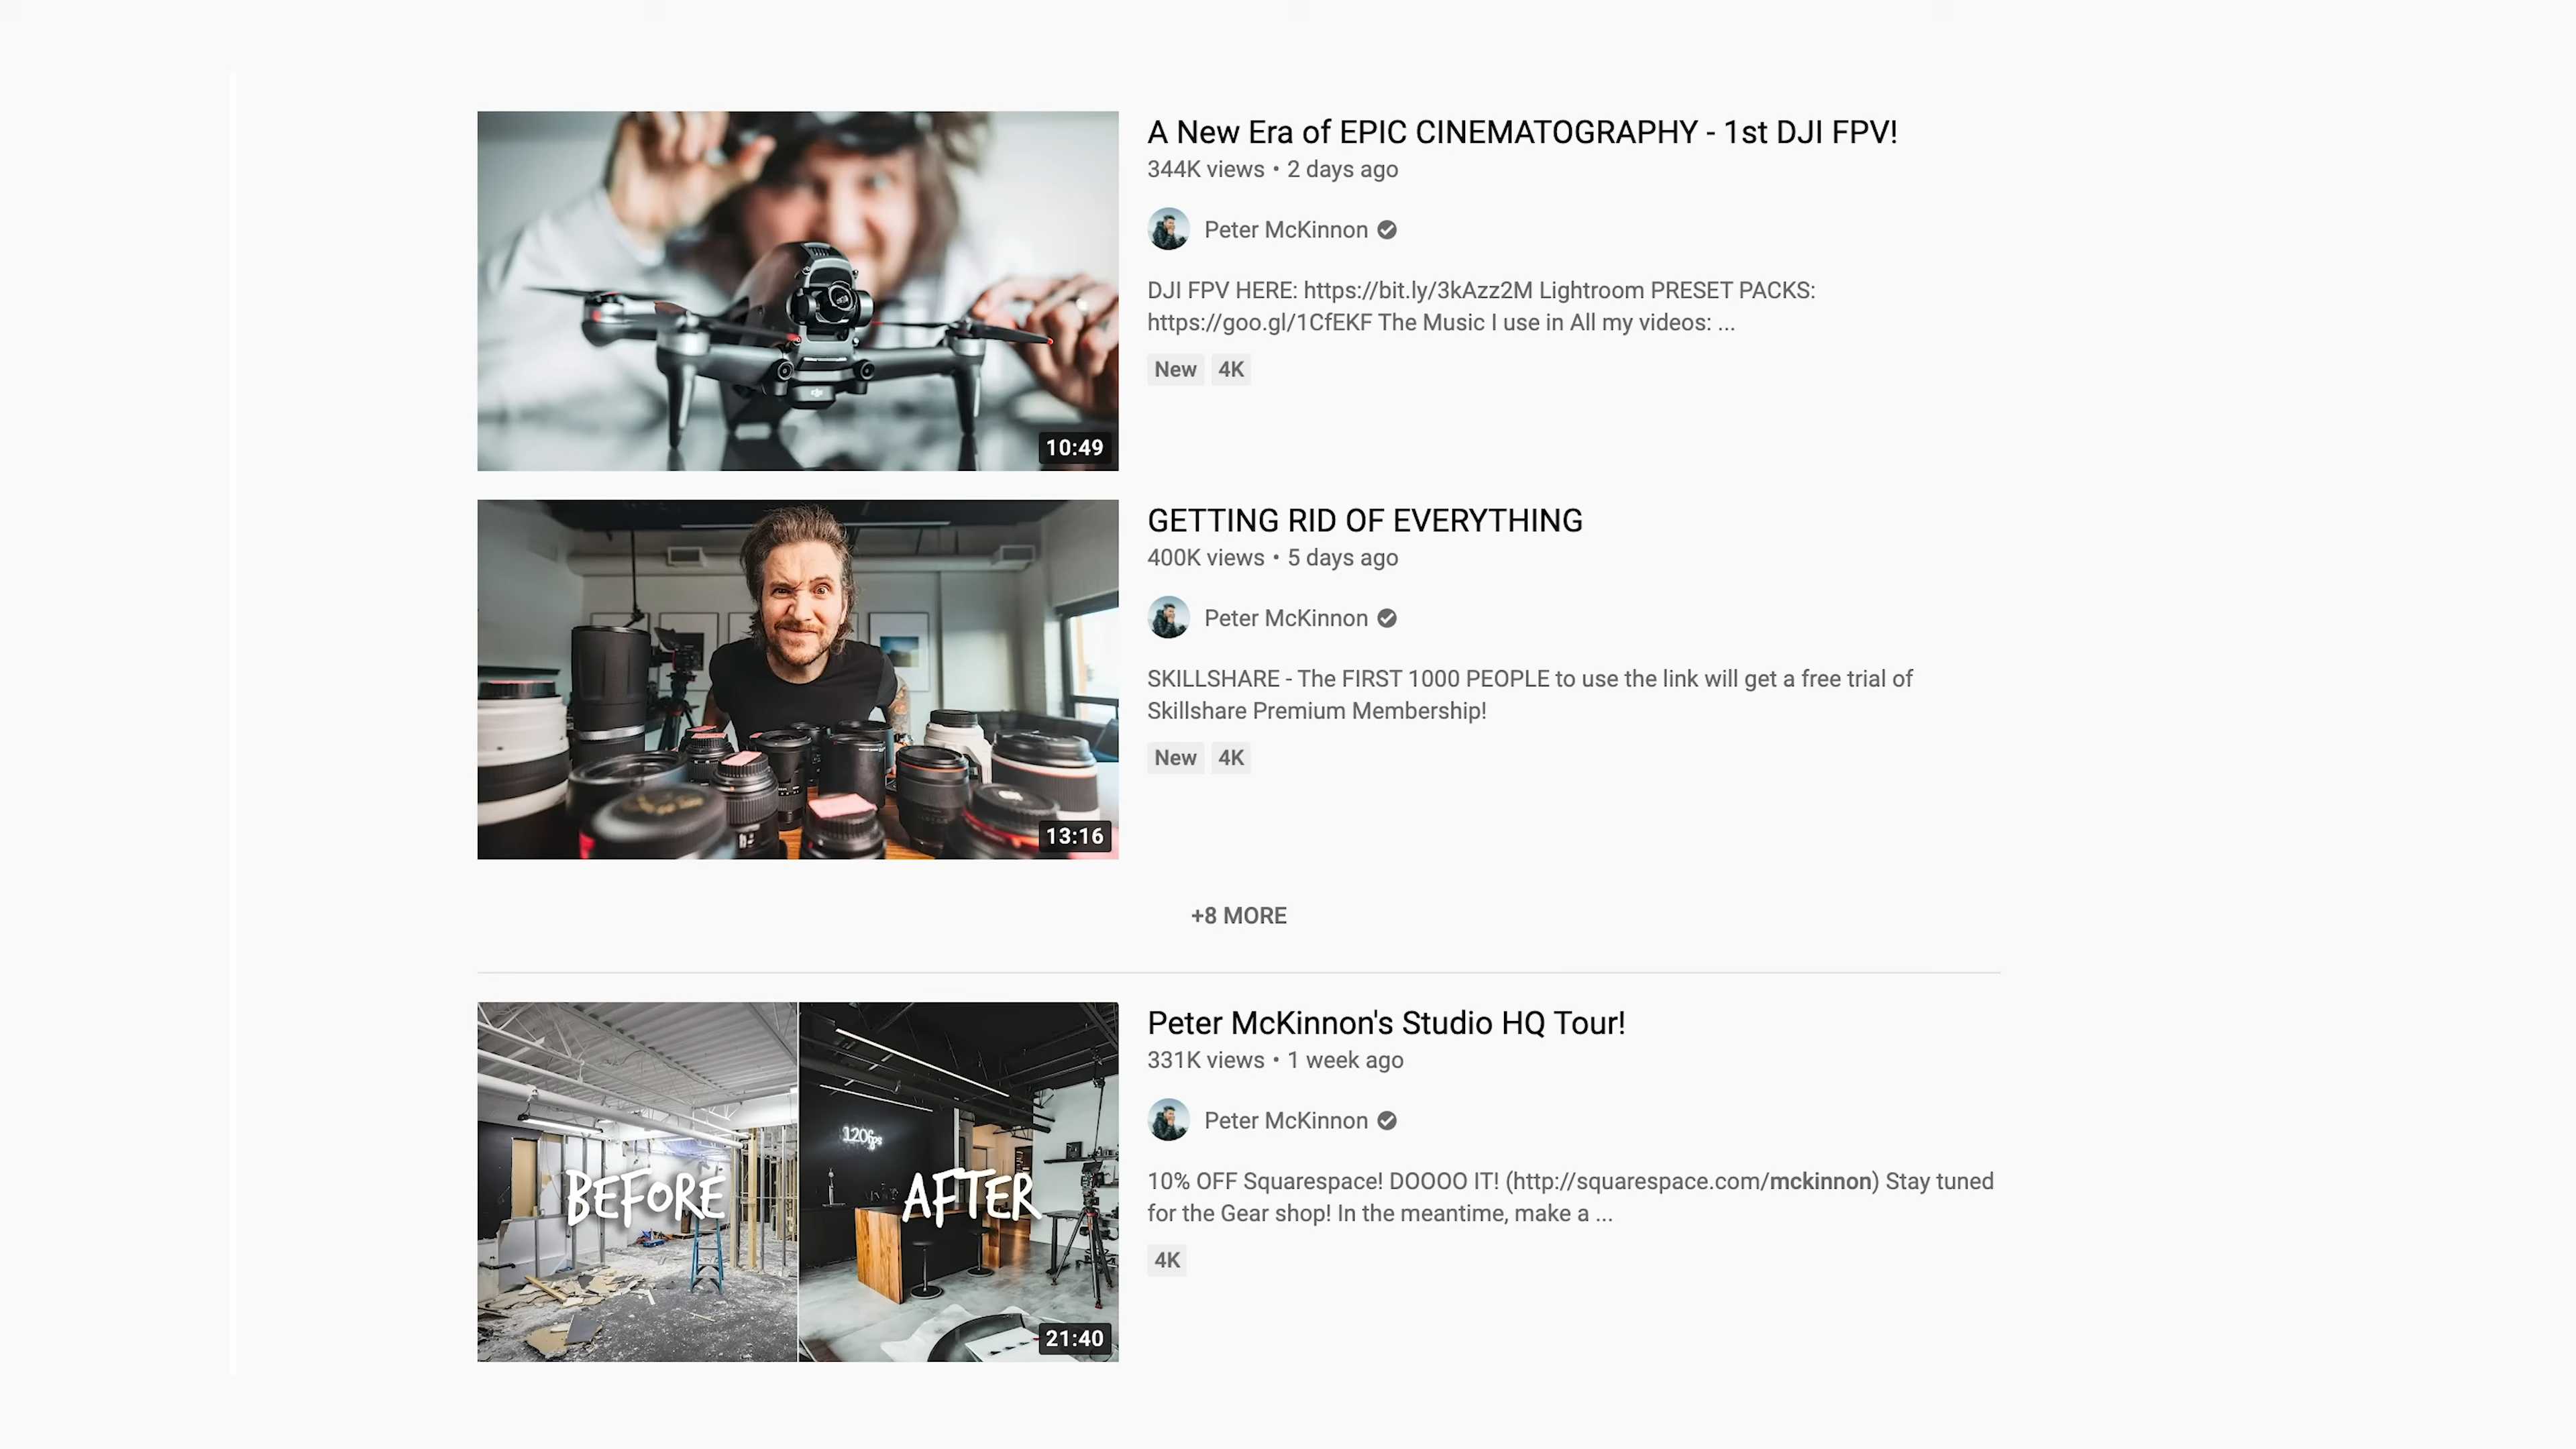 A New Era of EPIC CINEMATOGRAPHY - 1st DJI FPV!
344K views • 2 days ago
Peter McKinnon
DJI FPV HERE: https://bit.ly/3kAzz2M Lightroom PRESET PACKS:
https://goo.gl/1CfEKF The Music I use in All my videos: ...
New 4K
10:49
GETTING RID OF EVERYTHING
400K views • 5 days ago
Peter McKinnon
SKILLSHARE - The FIRST 1000 PEOPLE to use the link will get a free trial of
Skillshare Premium Membership!
New 4K
13:16
+8 MORE
Peter McKinnon's Studio HQ Tour!
331K views • 1 week ago
Peter McKinnon
10% OFF Squarespace! DOOOO IT! (http://squarespace.com/mckinnon) Stay tuned
for the Gear shop! In the meantime, make a ...
4K
120fps
BEFORE
AFTER
21:40